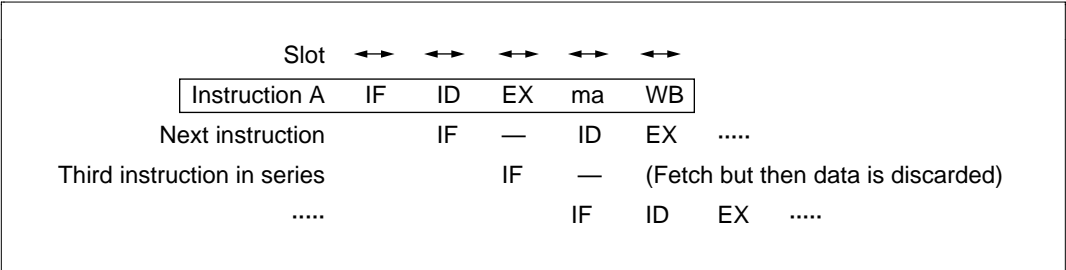 Slot
Instruction A IF ID EX ma WB
Next instruction IF — ID EX .....
Third instruction in series IF — (Fetch but then data is discarded)
..... IF ID EX .....